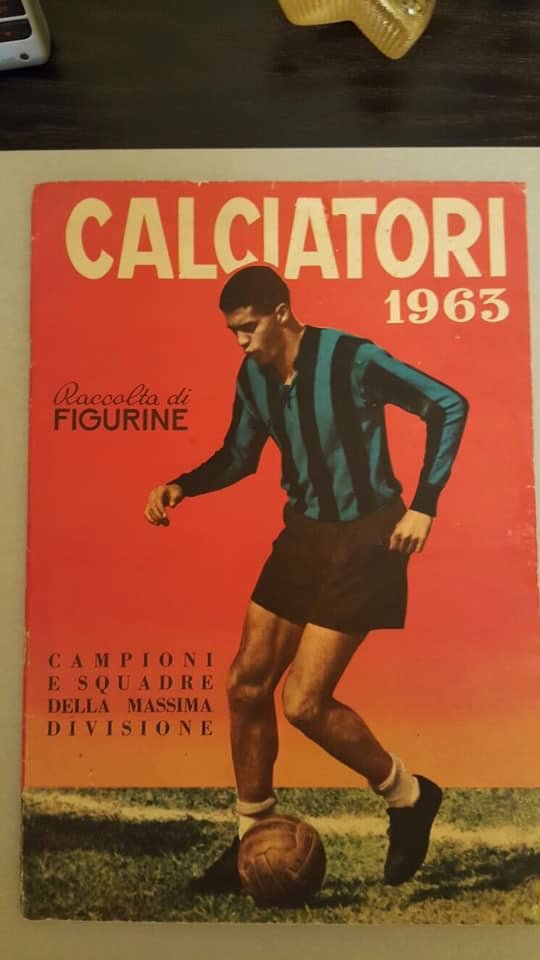 CALCIATORI
1963
Raccolta di
FIGURINE
CAMPIONI
E SQUADRE
DELLA MASSIMA
DIVISIONE